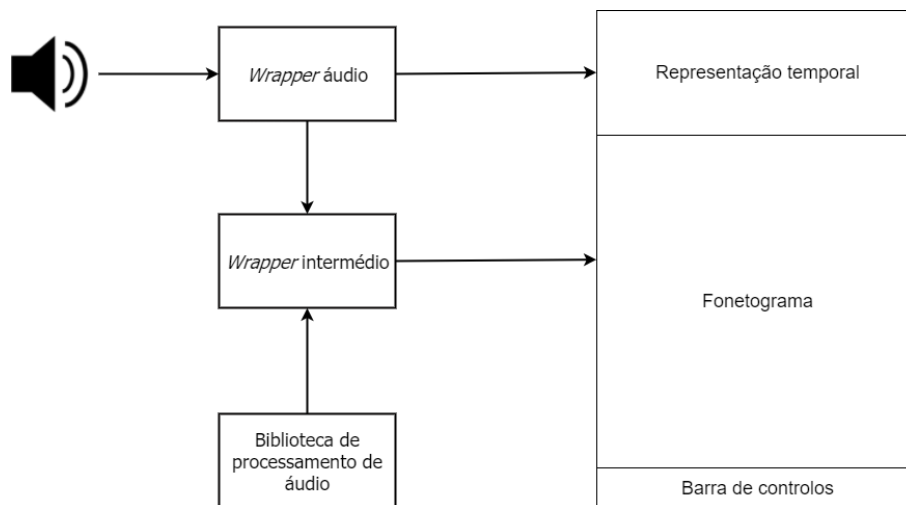 Wrapper áudio
Representação temporal
Wrapper intermédio
Fonetograma
Biblioteca de
processamento de
áudio
Barra de controlos